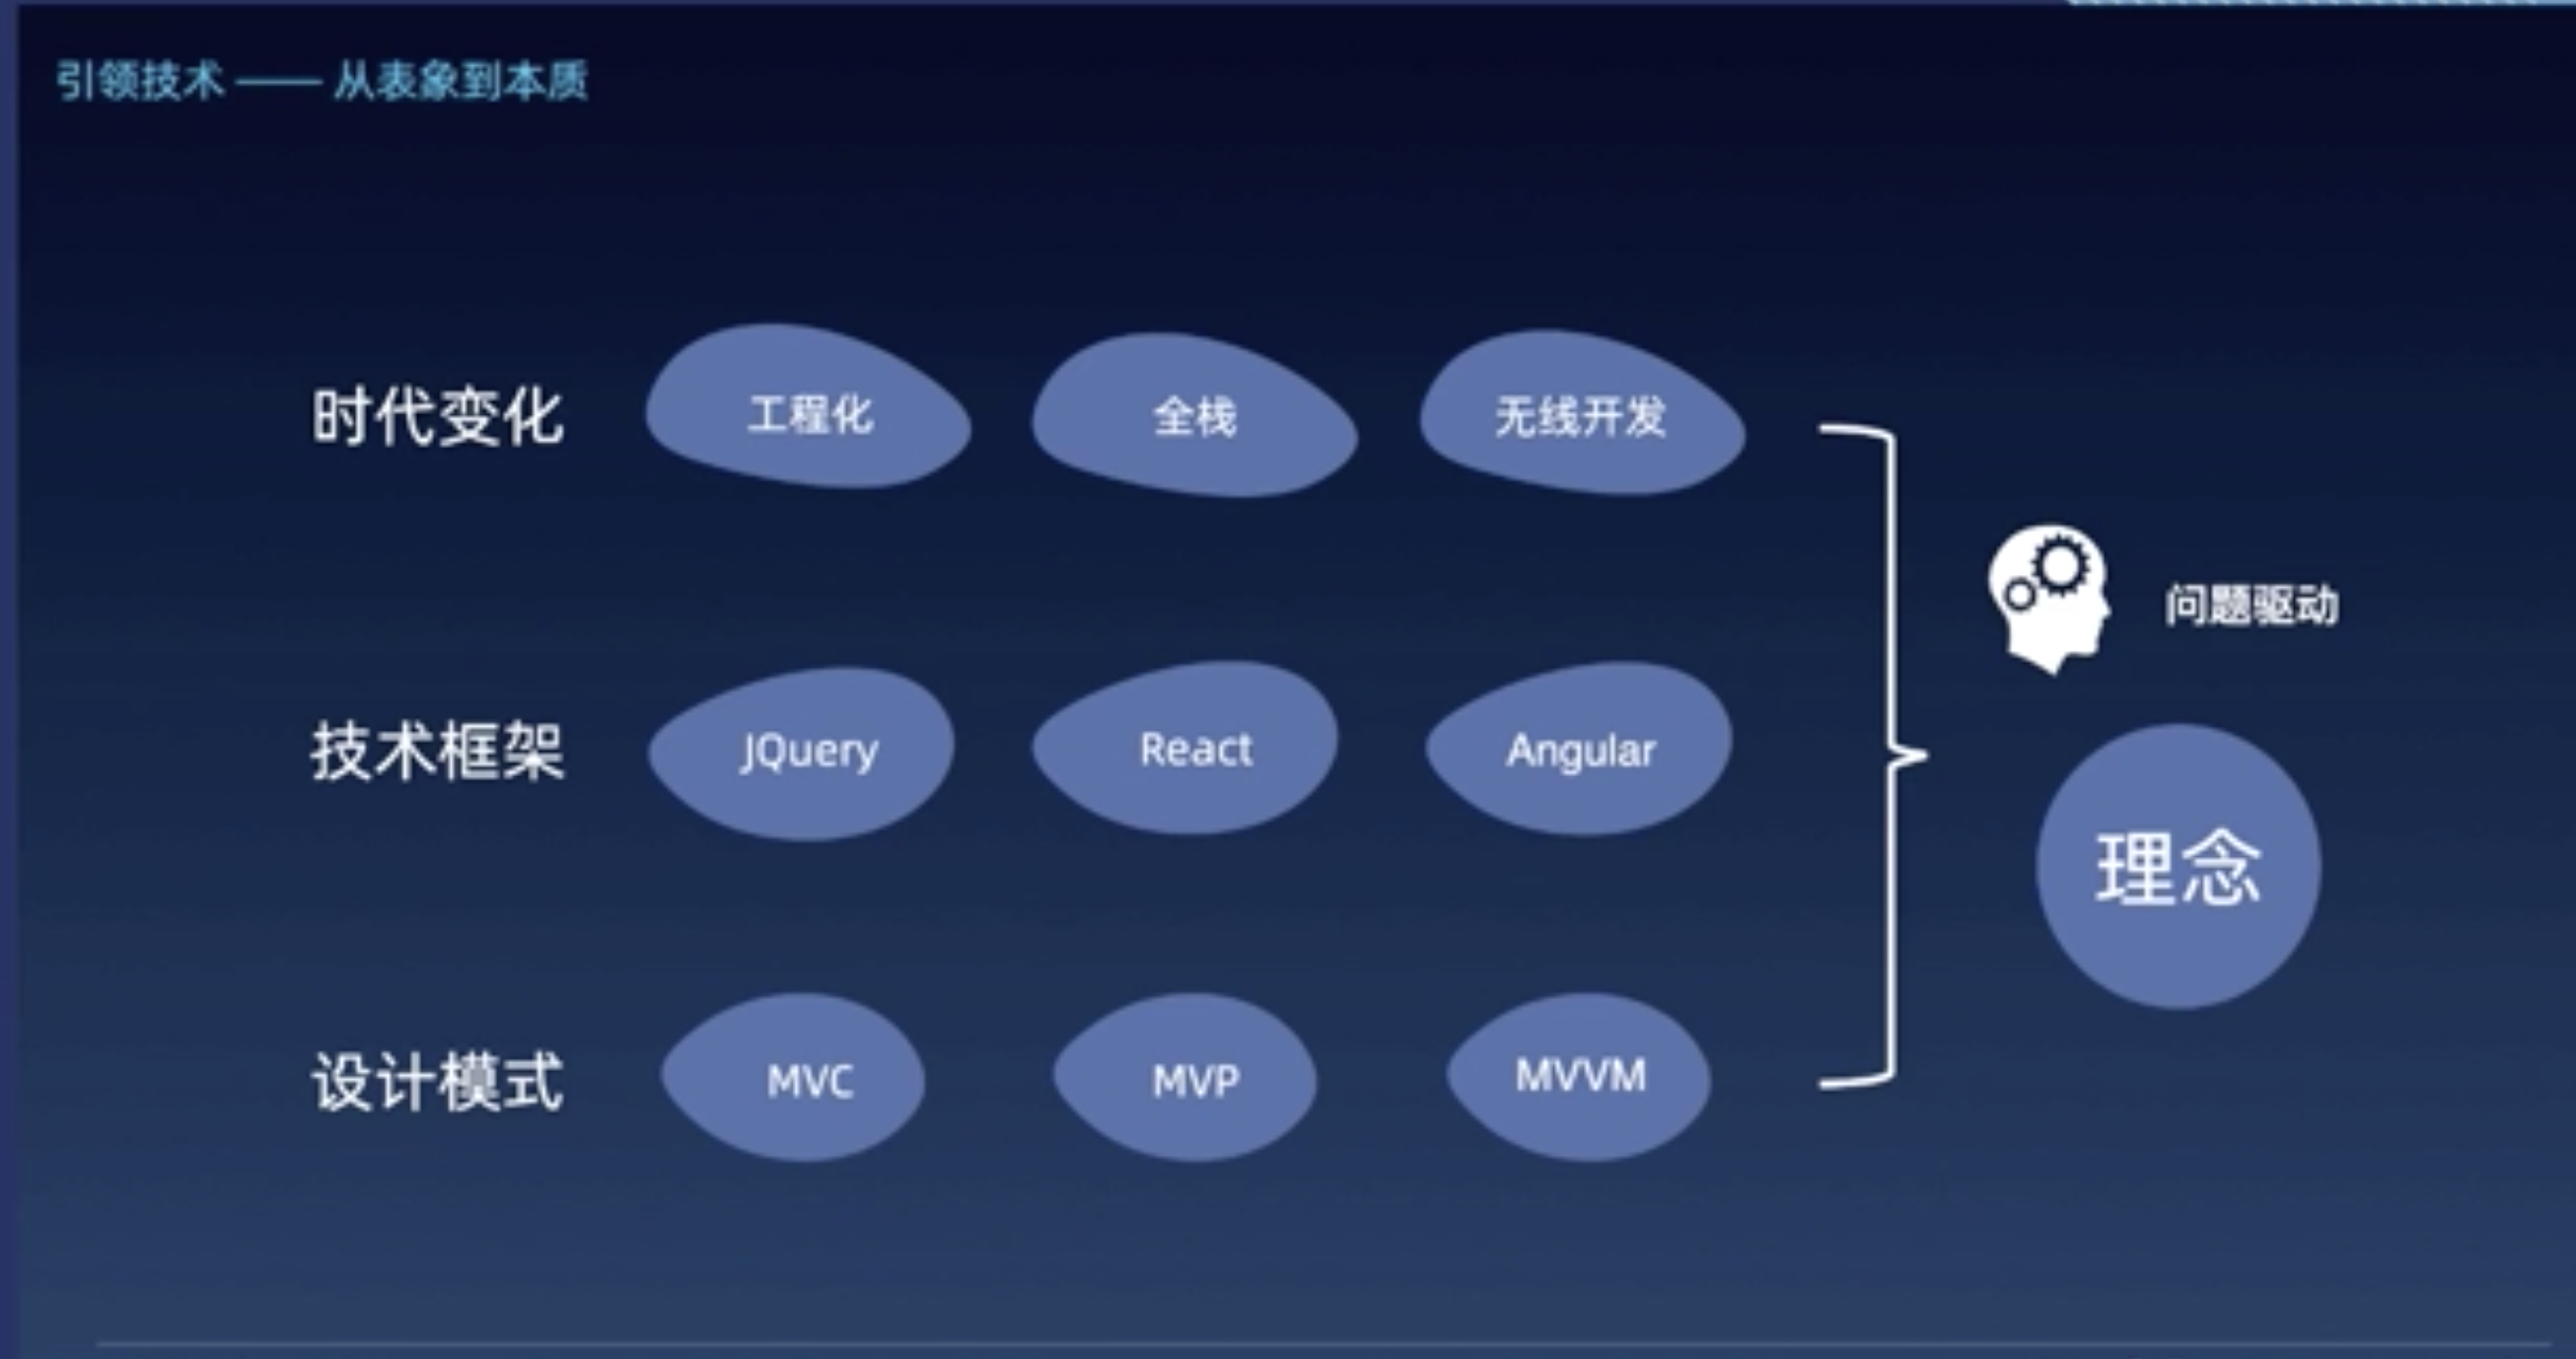 引领技术 —— 从表象到本质
时代变化 工程化 全栈 无线开发
问题驱动
技术框架 JQuery React Angular
理念
设计模式 MVC MVP MVVM